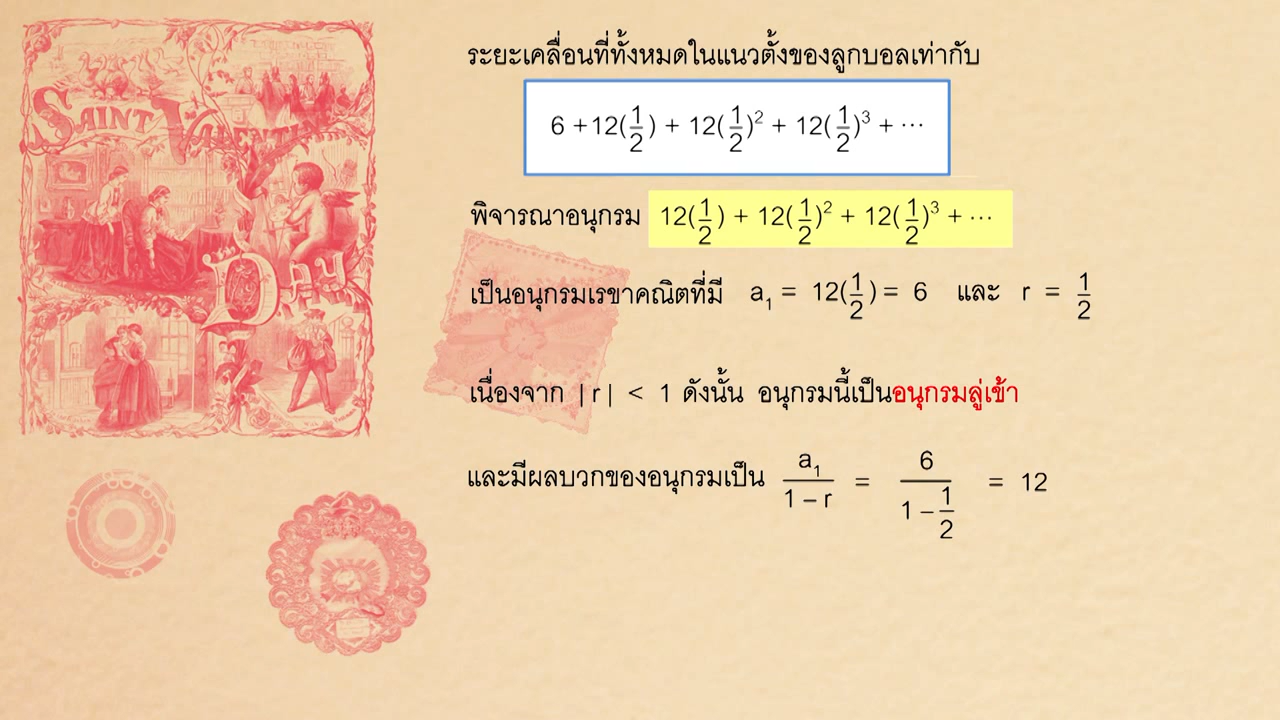 SAINT VALENTINE
DAY
ระยะเคลื่อนที่ทั้งหมดในแนวตั้งของลูกบอลเท่ากับ
6 + 12(1/2) + 12(1/2)² + 12(1/2)³ + ⋯
พิจารณาอนุกรม 12(1/2) + 12(1/2)² + 12(1/2)³ + ⋯
เป็นอนุกรมเรขาคณิตที่มี a₁ = 12(1/2) = 6 และ r = 1/2
เนื่องจาก |r| < 1 ดังนั้น อนุกรมนี้เป็นอนุกรมลู่เข้า
และมีผลบวกของอนุกรมเป็น a₁/(1 – r) = 6/(1 – 1/2) = 12